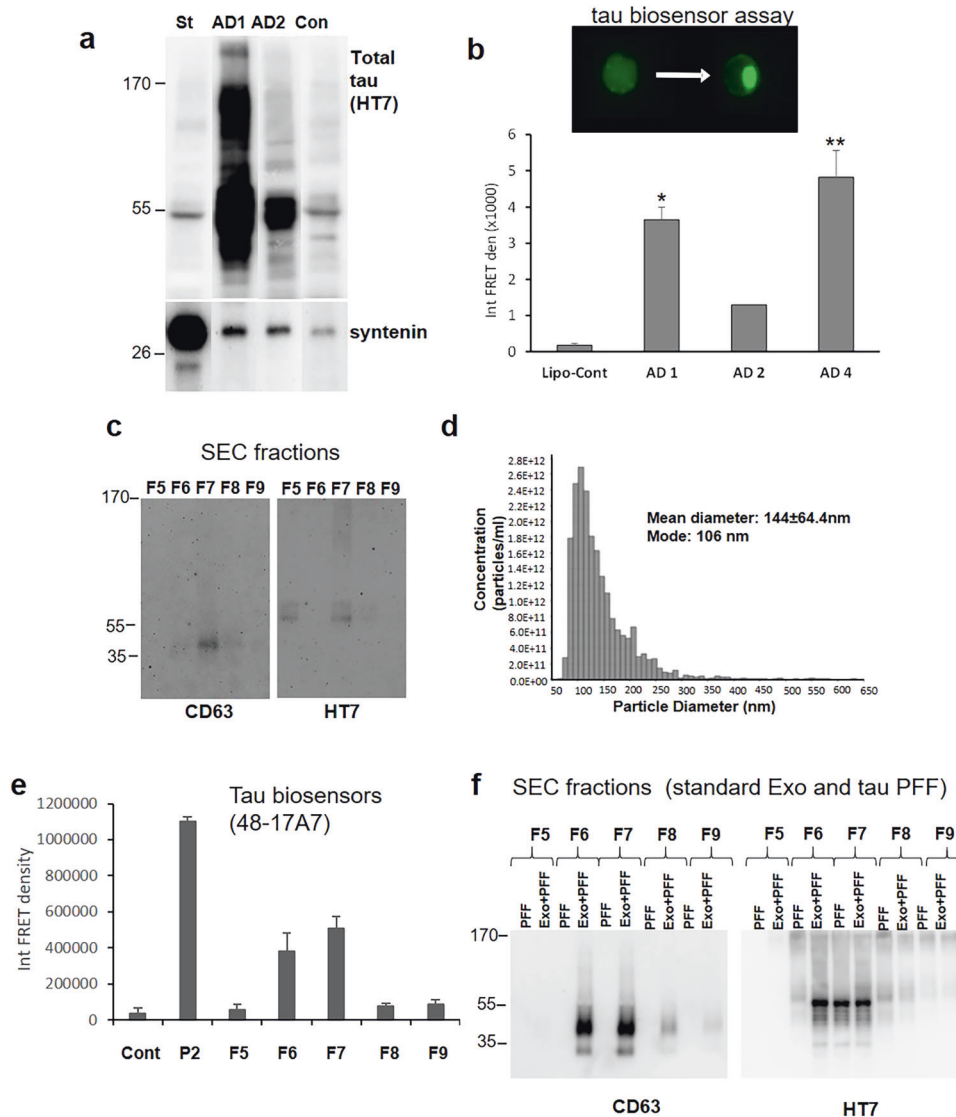 a
St AD1 AD2 Con
Total
tau
(HT7)
170
55
syntenin
26
b
tau biosensor assay
Int FRET den (x1000)
6
5
4
3
2
1
0
*
**
Lipo-Cont AD 1 AD 2 AD 4
c
SEC fractions
F5 F6 F7 F8 F9 F5 F6 F7 F8 F9
170
55
35
CD63 HT7
d
Concentration
(particles/ml)
2.8E+12
2.6E+12
2.4E+12
2.2E+12
2.0E+12
1.8E+12
1.6E+12
1.4E+12
1.2E+12
1.0E+12
8.0E+11
6.0E+11
4.0E+11
2.0E+11
0.0E+00
Mean diameter: 144±64.4nm
Mode: 106 nm
50 100 150 200 250 300 350 400 450 500 550 600 650
Particle Diameter (nm)
e
Tau biosensors
(48-17A7)
Int FRET density
1200000
1000000
800000
600000
400000
200000
0
Cont P2 F5 F6 F7 F8 F9
f
SEC fractions (standard Exo and tau PFF)
F5 F6 F7 F8 F9 F5 F6 F7 F8 F9
PFF Exo+PFF PFF Exo+PFF PFF Exo+PFF PFF Exo+PFF PFF Exo+PFF
PFF Exo+PFF PFF Exo+PFF PFF Exo+PFF PFF Exo+PFF PFF Exo+PFF
170
55
35
170
55
35
CD63 HT7